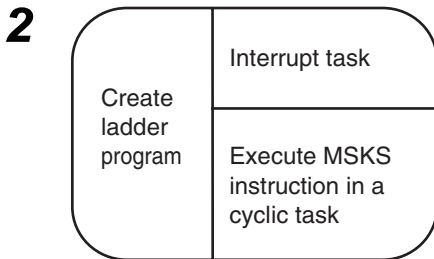 2
Create
ladder
program
Interrupt task
Execute MSKS
instruction in a
cyclic task